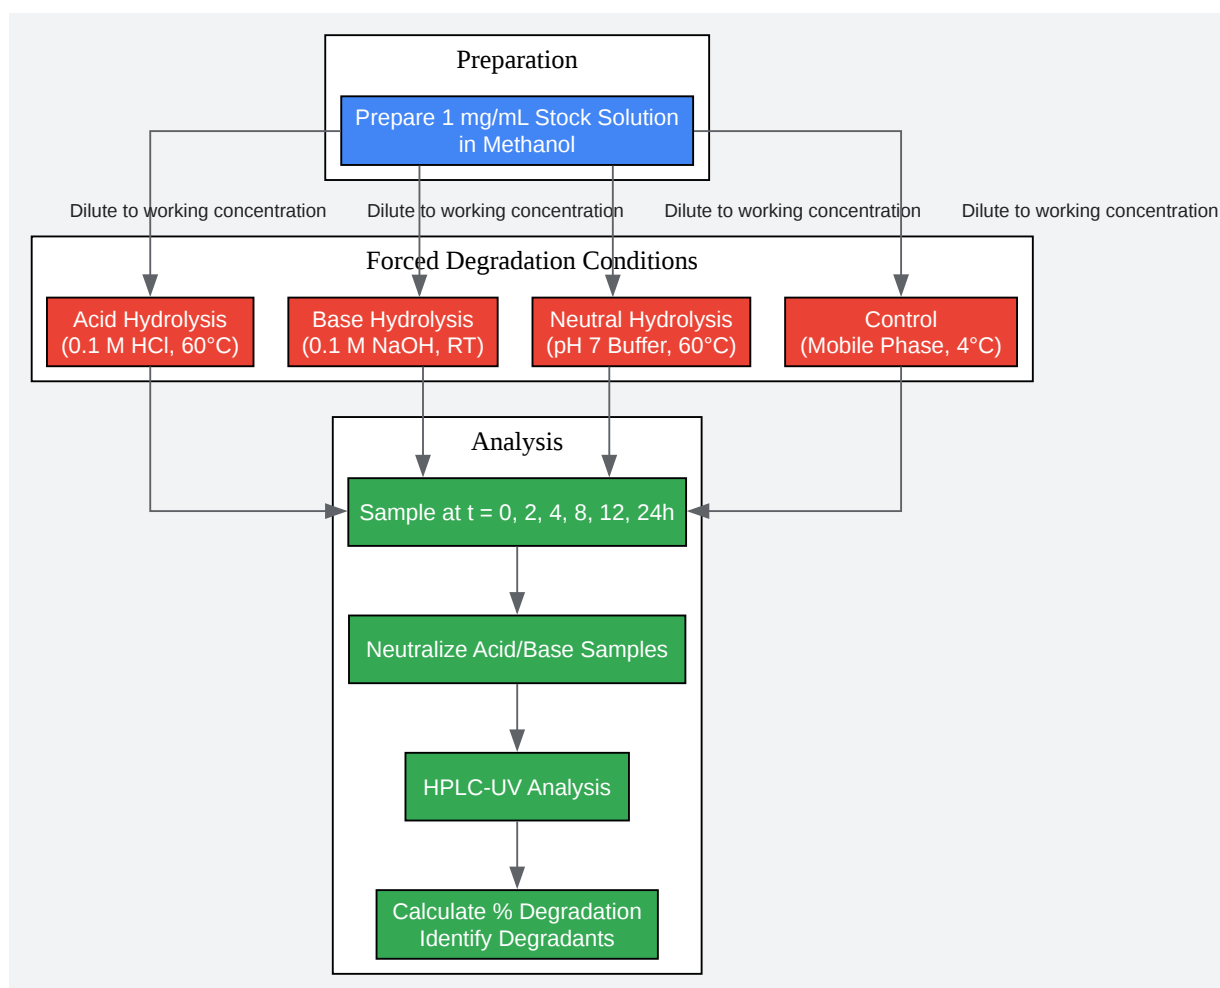 Preparation
Prepare 1 mg/mL Stock Solution
in Methanol
Dilute to working concentration
Dilute to working concentration
Dilute to working concentration
Dilute to working concentration
Forced Degradation Conditions
Acid Hydrolysis
(0.1 M HCl, 60°C)
Base Hydrolysis
(0.1 M NaOH, RT)
Neutral Hydrolysis
(pH 7 Buffer, 60°C)
Control
(Mobile Phase, 4°C)
Analysis
Sample at t = 0, 2, 4, 8, 12, 24h
Neutralize Acid/Base Samples
HPLC-UV Analysis
Calculate % Degradation
Identify Degradants